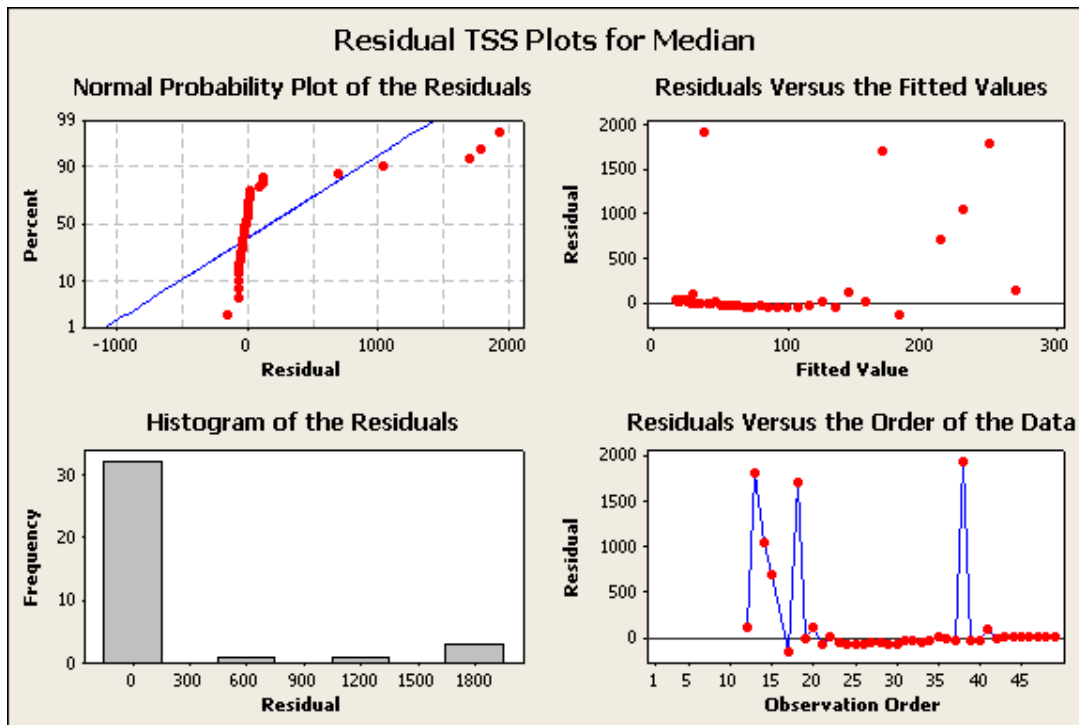 Residual TSS Plots for Median
Normal Probability Plot of the Residuals
99
90
50
10
1
Percent
-1000
0
1000
2000
Residual
Residuals Versus the Fitted Values
2000
1500
1000
500
0
Residual
0
100
200
300
Fitted Value
Histogram of the Residuals
30
20
10
0
Frequency
0 300 600 900 1200 1500 1800
Residual
Residuals Versus the Order of the Data
2000
1500
1000
500
0
Residual
1 5 10 15 20 25 30 35 40 45
Observation Order